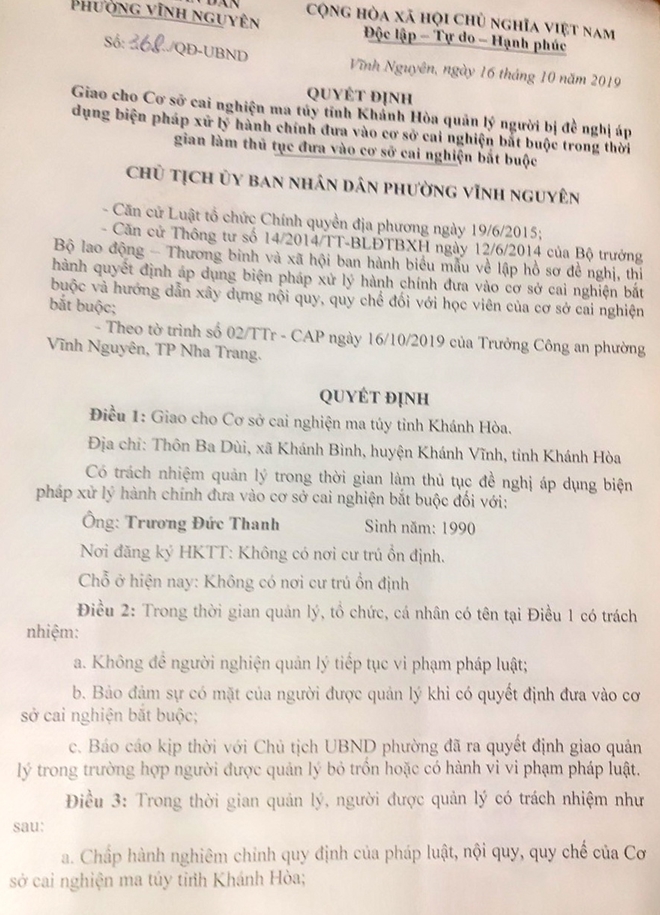 PHƯỜNG VĨNH NGUYÊN
CỘNG HÒA XÃ HỘI CHỦ NGHĨA VIỆT NAM
Độc lập – Tự do – Hạnh phúc
Số: 368./QĐ-UBND
Vĩnh Nguyên, ngày 16 tháng 10 năm 2019
QUYẾT ĐỊNH
Giao cho Cơ sở cai nghiện ma túy tỉnh Khánh Hòa quản lý người bị đề nghị áp
dụng biện pháp xử lý hành chính đưa vào cơ sở cai nghiện bắt buộc trong thời
gian làm thủ tục đưa vào cơ sở cai nghiện bắt buộc
CHỦ TỊCH ỦY BAN NHÂN DÂN PHƯỜNG VĨNH NGUYÊN
- Căn cứ Luật tổ chức Chính quyền địa phương ngày 19/6/2015;
- Căn cứ Thông tư số 14/2014/TT-BLĐTBXH ngày 12/6/2014 của Bộ trưởng
Bộ lao động – Thương binh và xã hội ban hành biểu mẫu về lập hồ sơ đề nghị, thi
hành quyết định áp dụng biện pháp xử lý hành chính đưa vào cơ sở cai nghiện bắt
buộc và hướng dẫn xây dựng nội quy, quy chế đối với học viên của cơ sở cai nghiện
bắt buộc;
- Theo tờ trình số 02/TTr - CAP ngày 16/10/2019 của Trưởng Công an phường
Vĩnh Nguyên, TP Nha Trang.
QUYẾT ĐỊNH
Điều 1: Giao cho Cơ sở cai nghiện ma túy tỉnh Khánh Hòa.
Địa chỉ: Thôn Ba Dùi, xã Khánh Bình, huyện Khánh Vĩnh, tỉnh Khánh Hòa
Có trách nhiệm quản lý trong thời gian làm thủ tục đề nghị áp dụng biện
pháp xử lý hành chính đưa vào cơ sở cai nghiện bắt buộc đối với:
Ông: Trương Đức Thanh Sinh năm: 1990
Nơi đăng ký HKTT: Không có nơi cư trú ổn định.
Chỗ ở hiện nay: Không có nơi cư trú ổn định
Điều 2: Trong thời gian quản lý, tổ chức, cá nhân có tên tại Điều 1 có trách
nhiệm:
a. Không để người nghiện quản lý tiếp tục vi phạm pháp luật;
b. Bảo đảm sự có mặt của người được quản lý khi có quyết định đưa vào cơ
sở cai nghiện bắt buộc;
c. Báo cáo kịp thời với Chủ tịch UBND phường đã ra quyết định giao quản
lý trong trường hợp người được quản lý bỏ trốn hoặc có hành vi vi phạm pháp luật.
Điều 3: Trong thời gian quản lý, người được quản lý có trách nhiệm như
sau:
a. Chấp hành nghiêm chỉnh quy định của pháp luật, nội quy, quy chế của Cơ
sở cai nghiện ma túy tỉnh Khánh Hòa;